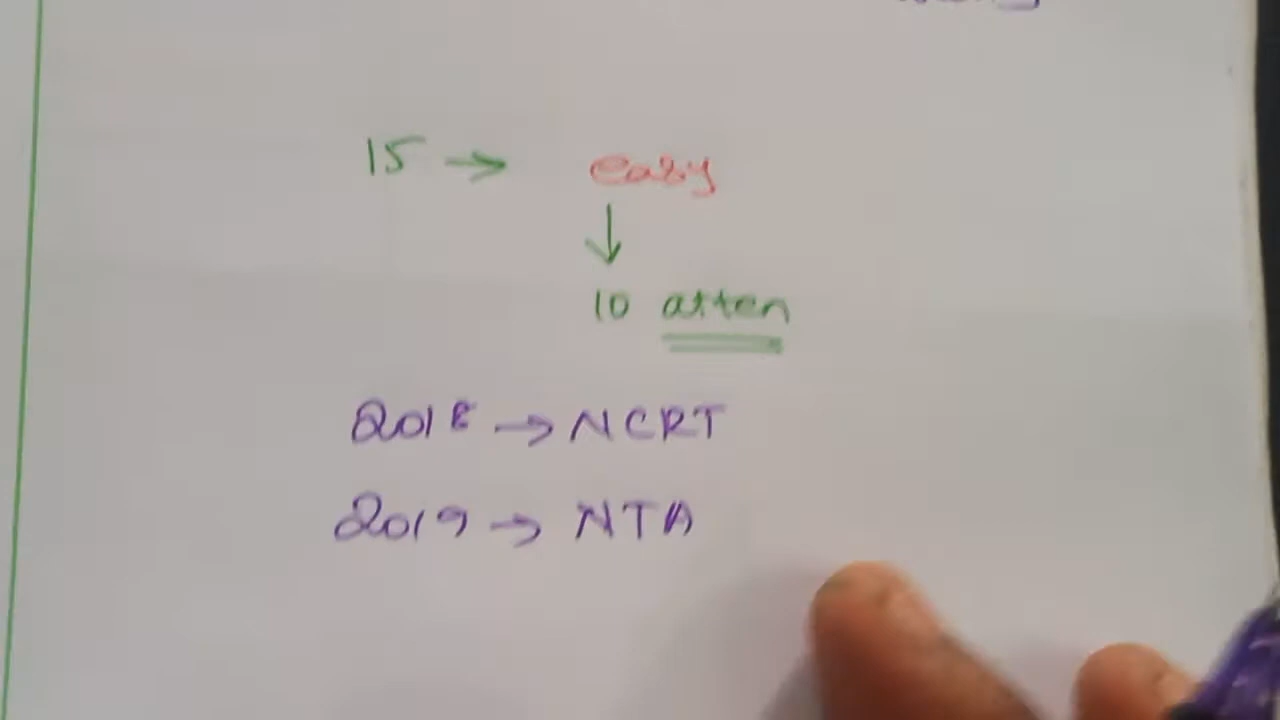 15 → easy
↓
10 atten
2018 → NCRT
2019 → NTA